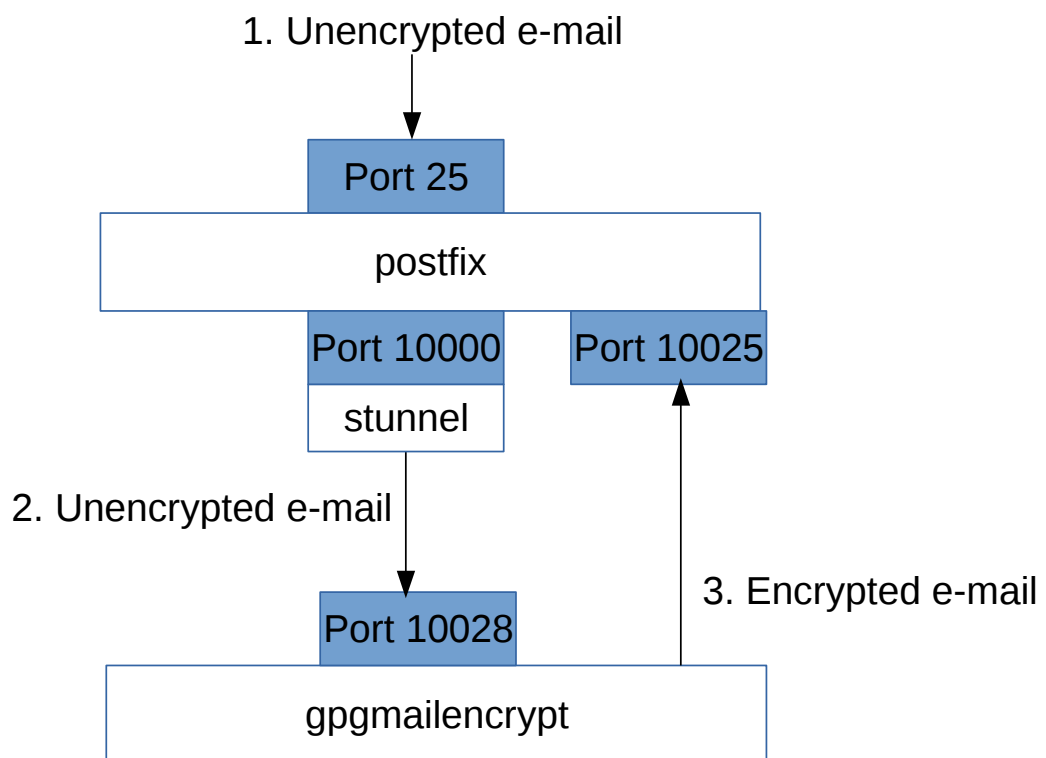 1. Unencrypted e-mail
Port 25
postfix
Port 10000
Port 10025
stunnel
2. Unencrypted e-mail
3. Encrypted e-mail
Port 10028
gpgmailencrypt